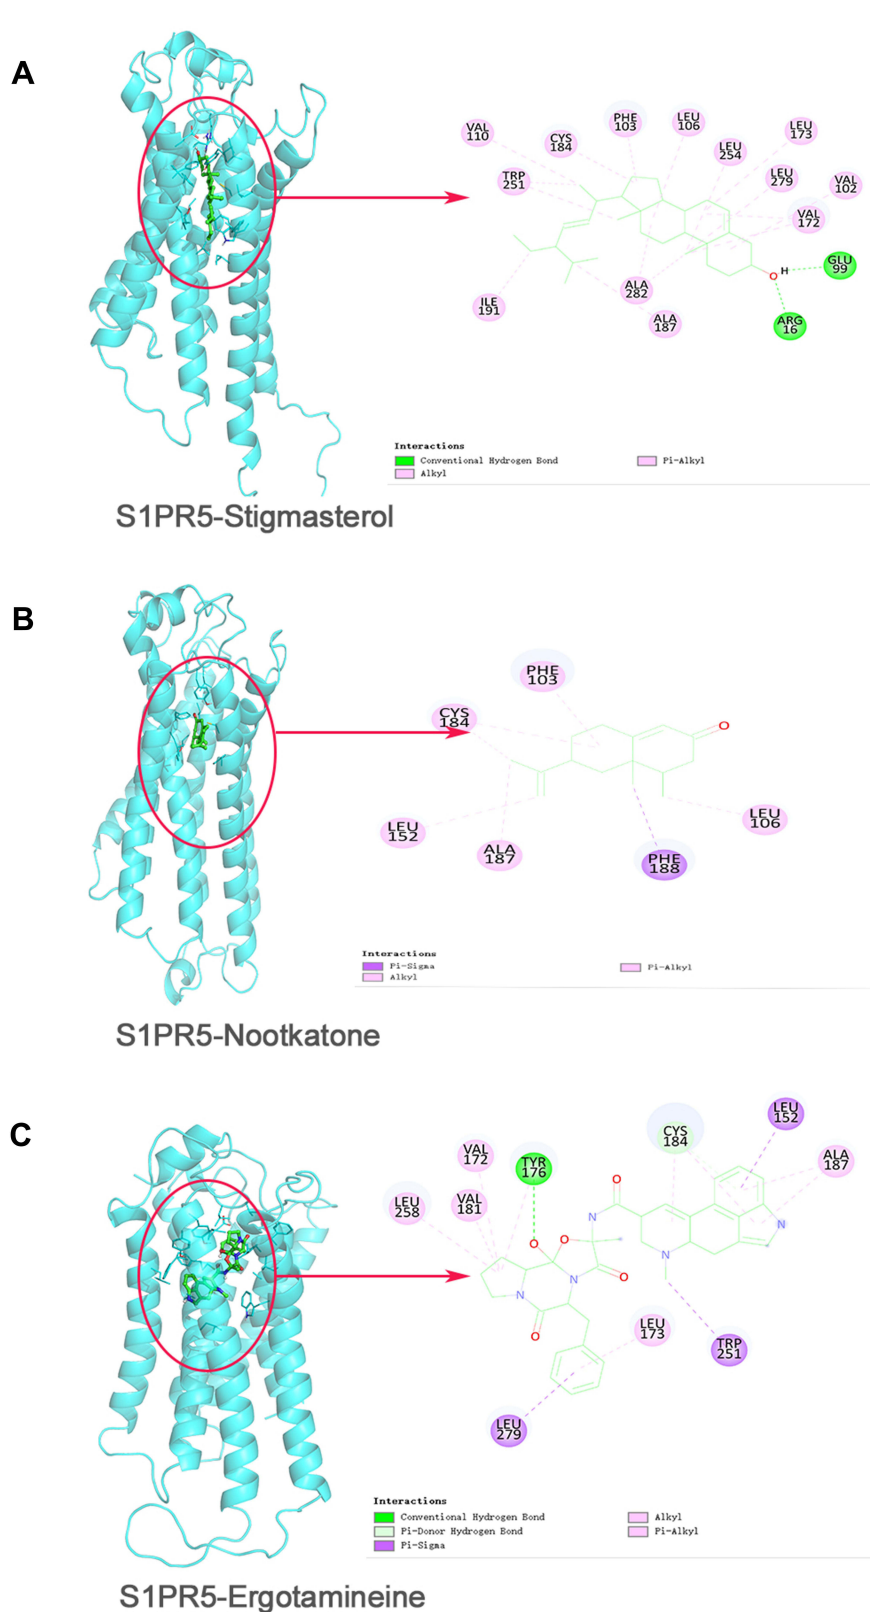 A
VAL
110
CYS
184
PHE
103
LEU
106
LEU
173
LEU
254
TRP
251
LEU
279
VAL
102
VAL
172
GLU
99
H
O
ILE
191
ALA
282
ALA
187
ARG
16
Interactions
Conventional Hydrogen Bond
Pi-Alkyl
Alkyl
S1PR5-Stigmasterol
B
PHE
103
CYS
184
O
LEU
152
ALA
187
PHE
188
LEU
106
Interactions
Pi-Sigma
Pi-Alkyl
Alkyl
S1PR5-Nootkatone
C
LEU
152
CYS
184
VAL
172
TYR
176
ALA
187
LEU
258
VAL
181
O
N
N
O
O
N
N
O
N
O
LEU
173
TRP
251
LEU
279
Interactions
Conventional Hydrogen Bond
Alkyl
Pi-Donor Hydrogen Bond
Pi-Alkyl
Pi-Sigma
S1PR5-Ergotamineine